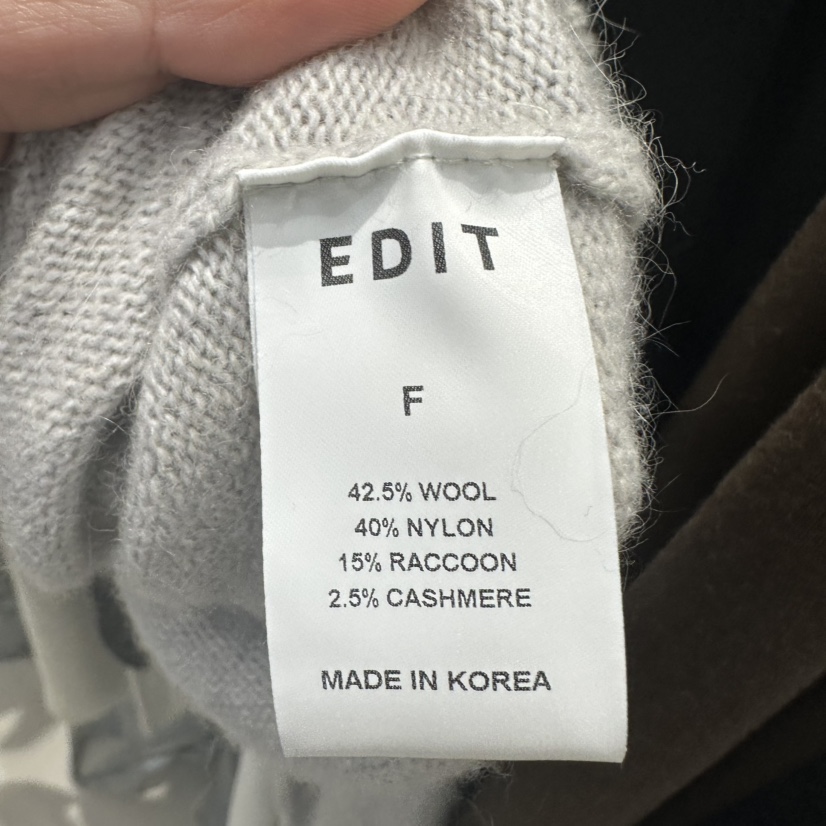 EDIT
F
42.5% WOOL
40% NYLON
15% RACCOON
2.5% CASHMERE
MADE IN KOREA